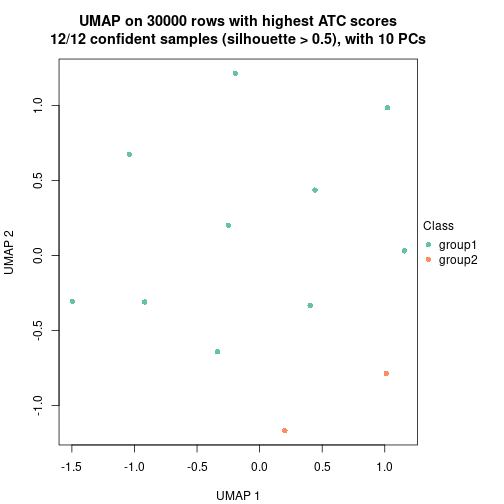 UMAP on 30000 rows with highest ATC scores
12/12 confident samples (silhouette > 0.5), with 10 PCs
UMAP 2
1.0
0.5
0.0
-0.5
-1.0
Class
group1
group2
-1.5 -1.0 -0.5 0.0 0.5 1.0
UMAP 1